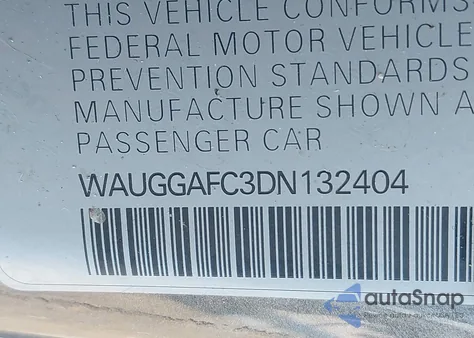 THIS VEHICLE CONFORMS
FEDERAL MOTOR VEHICLE
PREVENTION STANDARDS
MANUFACTURE SHOWN A
PASSENGER CAR
WAUGGAFC3DN132404
autoSnap